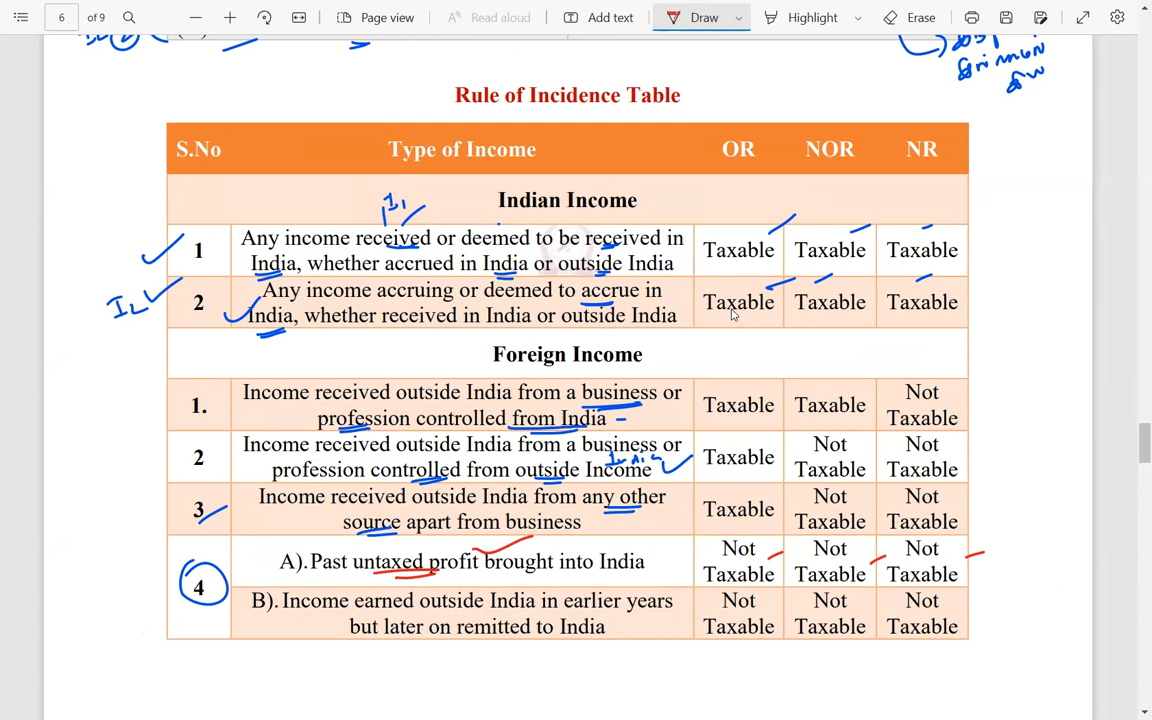 6 of 9 Page view Read aloud Add text Draw Highlight Erase
Rule of Incidence Table
S.No Type of Income OR NOR NR
Indian Income
1 Any income received or deemed to be received in India, whether accrued in India or outside India Taxable Taxable Taxable
2 Any income accruing or deemed to accrue in India, whether received in India or outside India Taxable Taxable Taxable
Foreign Income
1. Income received outside India from a business or profession controlled from India Taxable Taxable Not Taxable
2 Income received outside India from a business or profession controlled from outside Income Taxable Not Taxable Not Taxable
India
3 Income received outside India from any other source apart from business Taxable Not Taxable Not Taxable
4 A). Past untaxed profit brought into India Not Taxable Not Taxable Not Taxable
B). Income earned outside India in earlier years but later on remitted to India Not Taxable Not Taxable Not Taxable